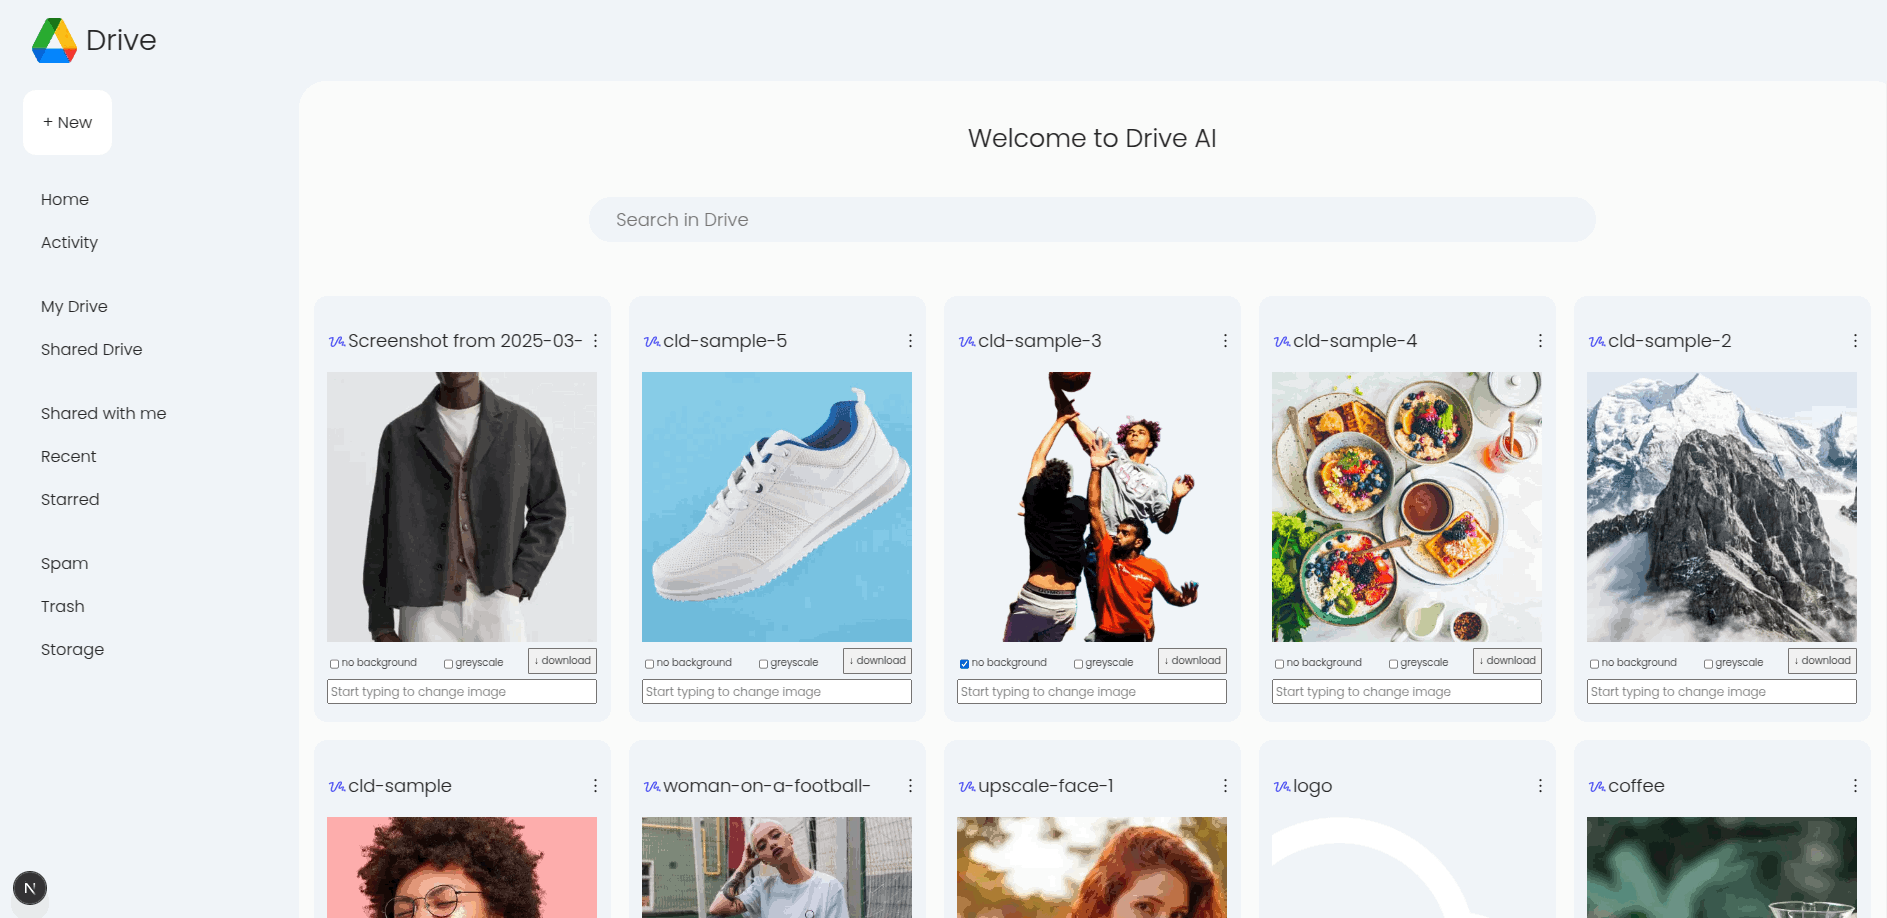 Drive
+ New
Home
Activity
My Drive
Shared Drive
Shared with me
Recent
Starred
Spam
Trash
Storage
N
Welcome to Drive AI
Search in Drive
Screenshot from 2025-03-
no background greyscale ↓ download
Start typing to change image
cld-sample-5
no background greyscale ↓ download
Start typing to change image
cld-sample-3
no background greyscale ↓ download
Start typing to change image
cld-sample-4
no background greyscale ↓ download
Start typing to change image
cld-sample-2
no background greyscale ↓ download
Start typing to change image
cld-sample
woman-on-a-football-
upscale-face-1
logo
coffee